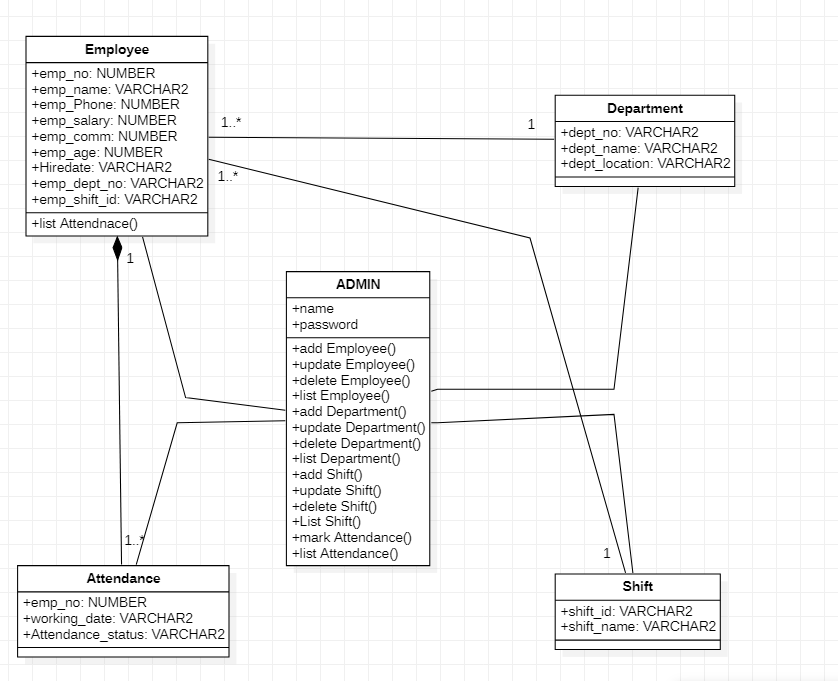 Employee
+emp_no: NUMBER
+emp_name: VARCHAR2
+emp_Phone: NUMBER
+emp_salary: NUMBER
+emp_comm: NUMBER
+emp_age: NUMBER
+Hiredate: VARCHAR2
+emp_dept_no: VARCHAR2
+emp_shift_id: VARCHAR2
+list Attendnace()
1..*
1
1..*
Department
+dept_no: VARCHAR2
+dept_name: VARCHAR2
+dept_location: VARCHAR2
1
ADMIN
+name
+password
+add Employee()
+update Employee()
+delete Employee()
+list Employee()
+add Department()
+update Department()
+delete Department()
+list Department()
+add Shift()
+update Shift()
+delete Shift()
+List Shift()
+mark Attendance()
+list Attendance()
1..*
1
Attendance
+emp_no: NUMBER
+working_date: VARCHAR2
+Attendance_status: VARCHAR2
Shift
+shift_id: VARCHAR2
+shift_name: VARCHAR2